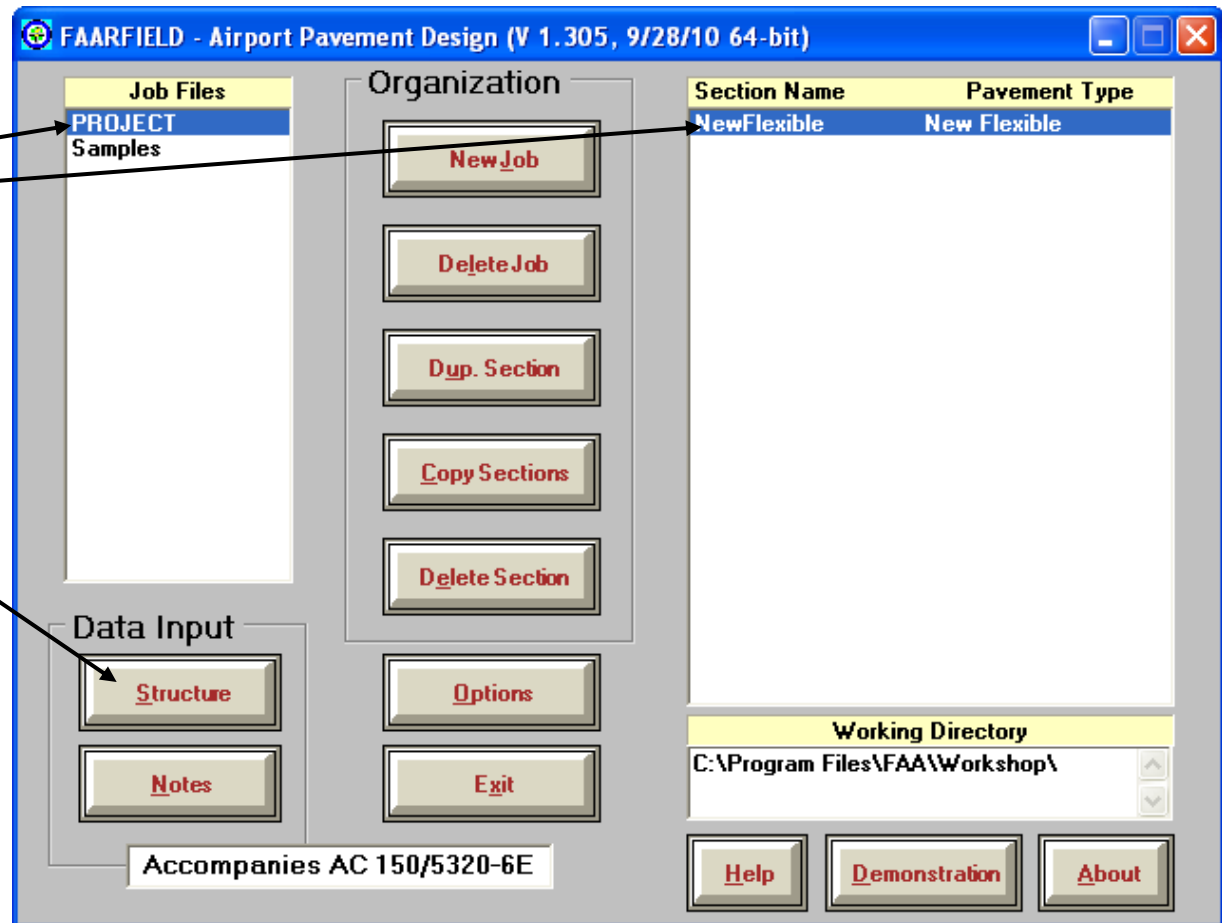 FAARFIELD - Airport Pavement Design (V 1.305, 9/28/10 64-bit)
Job Files
PROJECT
Samples
Organization
New Job
Delete Job
Dup. Section
Copy Sections
Delete Section
Section Name Pavement Type
NewFlexible New Flexible
Data Input
Structure
Notes
Options
Exit
Working Directory
C:\Program Files\FAA\Workshop\
Accompanies AC 150/5320-6E
Help
Demonstration
About